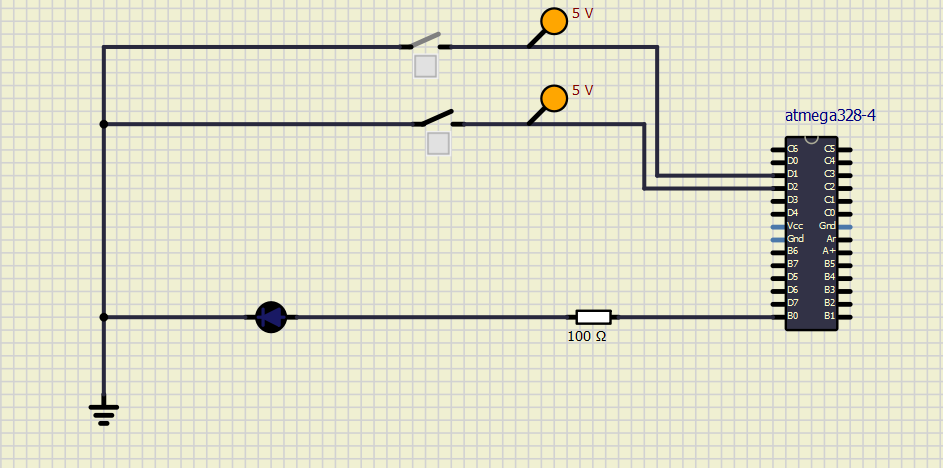 5 V
5 V
atmega328-4
C6 C5
D0 C4
D1 C3
D2 C2
D3 C1
D4 C0
Vcc Gnd
Gnd Ar
B6 A+
B7 B5
D5 B4
D6 B3
D7 B2
B0 B1
100 Ω